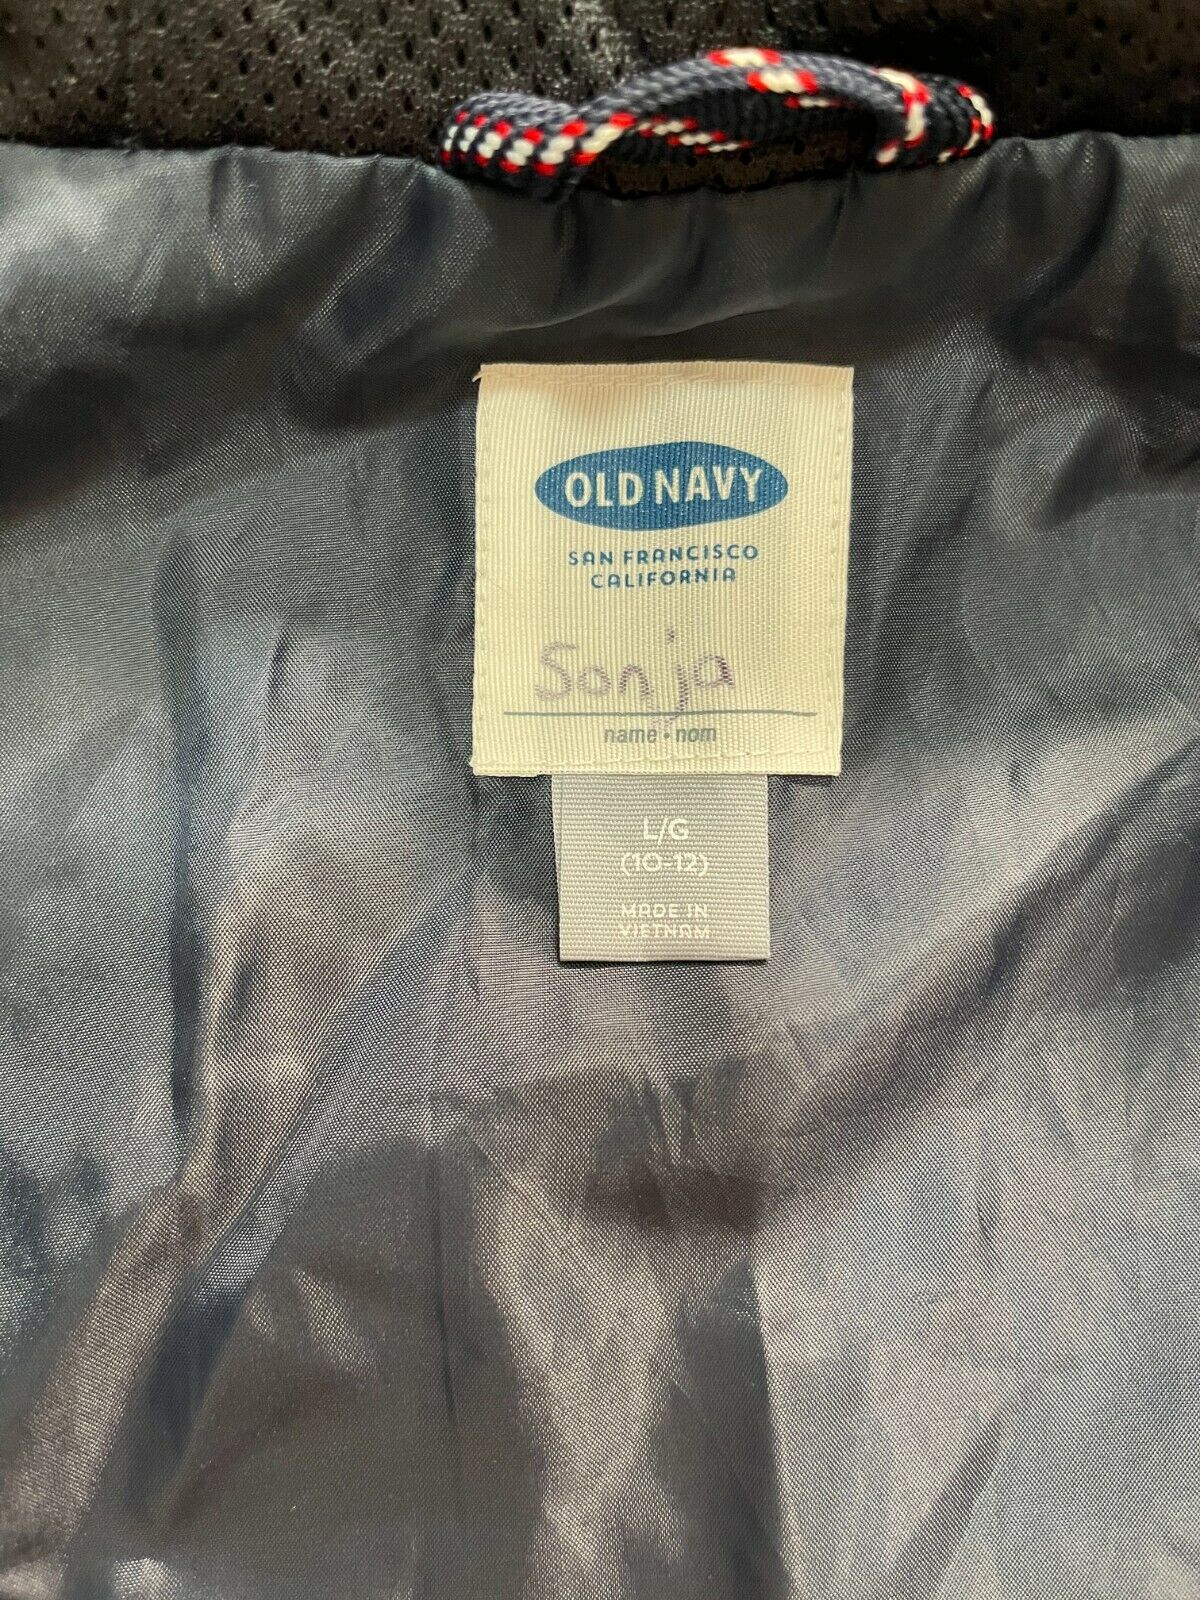 OLD NAVY
SAN FRANCISCO
CALIFORNIA
Sonja
name • nom
L/G
(10-12)
MADE IN
VIETNAM